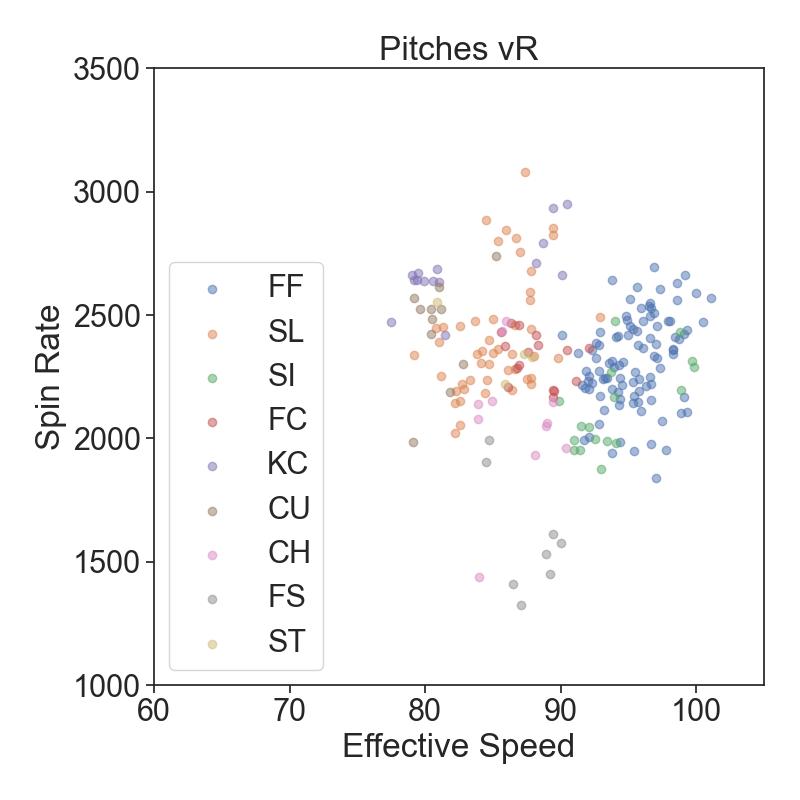 Pitches vR
3500
3000
2500
2000
1500
1000
Spin Rate
FF
SL
SI
FC
KC
CU
CH
FS
ST
60 70 80 90 100
Effective Speed